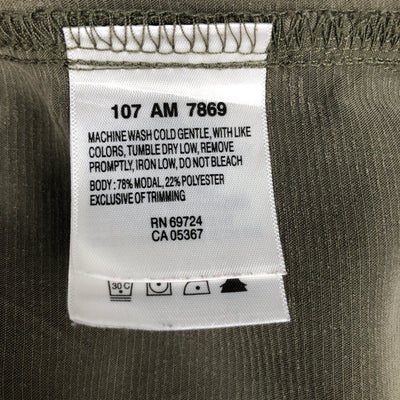 107 AM 7869
MACHINE WASH COLD GENTLE, WITH LIKE
COLORS, TUMBLE DRY LOW, REMOVE
PROMPTLY, IRON LOW, DO NOT BLEACH
BODY : 78% MODAL, 22% POLYESTER
EXCLUSIVE OF TRIMMING
RN 69724
CA 05367
30 C